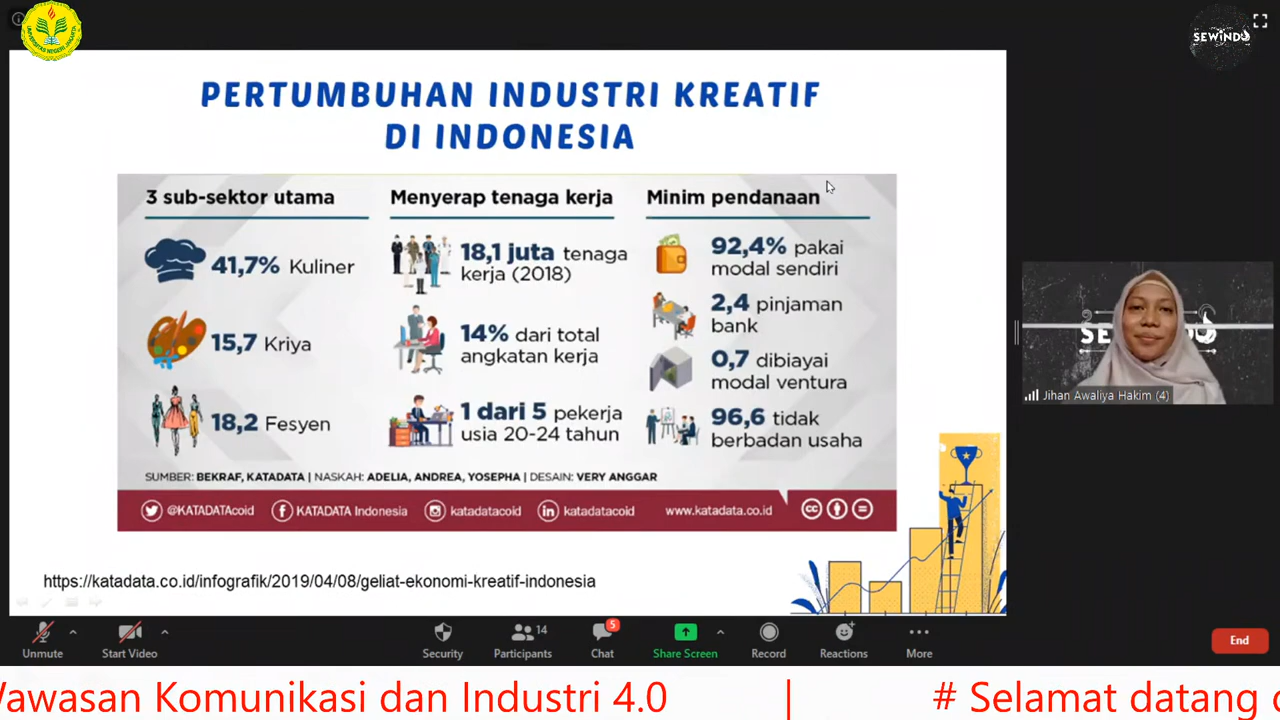 UNIVERSITAS NEGERI JAKARTA
SEWINDU
PERTUMBUHAN INDUSTRI KREATIF
DI INDONESIA
3 sub-sektor utama
41,7% Kuliner
15,7 Kriya
18,2 Fesyen
Menyerap tenaga kerja
18,1 juta tenaga
kerja (2018)
14% dari total
angkatan kerja
1 dari 5 pekerja
usia 20-24 tahun
Minim pendanaan
92,4% pakai
modal sendiri
2,4 pinjaman
bank
0,7 dibiayai
modal ventura
96,6 tidak
berbadan usaha
SUMBER: BEKRAF, KATADATA | NASKAH: ADELIA, ANDREA, YOSEPHA | DESAIN: VERY ANGGAR
@KATADATAcoid KATADATA Indonesia katadatacoid katadatacoid www.katadata.co.id cc
https://katadata.co.id/infografik/2019/04/08/geliat-ekonomi-kreatif-indonesia
Jihan Awaliya Hakim (4)
Unmute
Start Video
Security
14
Participants
5
Chat
Share Screen
Record
Reactions
More
End
Wawasan Komunikasi dan Industri 4.0 | # Selamat datang